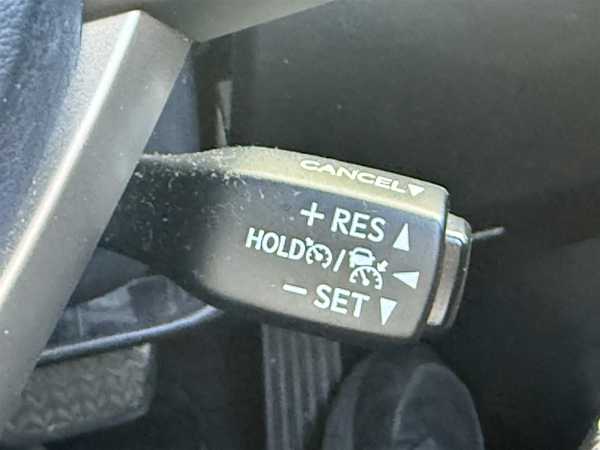 CANCEL▼
+ RES ▲
HOLD / ◀
− SET ▼